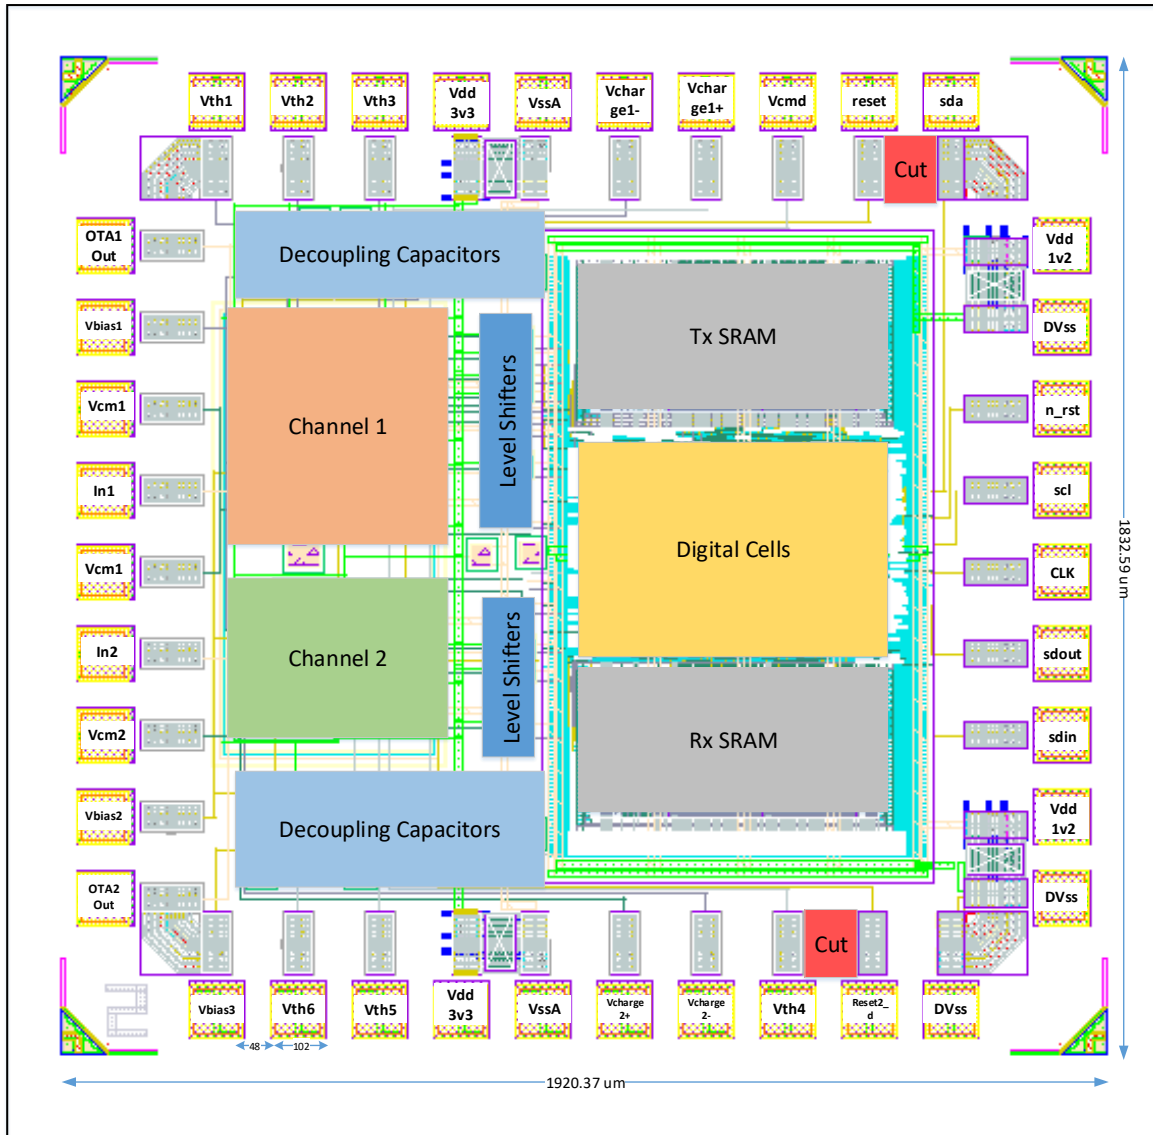 Vth1
Vth2
Vth3
Vdd
3v3
VssA
Vchar
ge1-
Vchar
ge1+
Vcmd
reset
sda
Cut
OTA1
Out
Decoupling Capacitors
Vdd
1v2
Vbias1
Tx SRAM
DVss
Vcm1
Channel 1
Level Shifters
n_rst
In1
scl
Vcm1
Digital Cells
CLK
In2
Channel 2
Level Shifters
sdout
Vcm2
Rx SRAM
sdin
Vbias2
Decoupling Capacitors
Vdd
1v2
OTA2
Out
DVss
Cut
Vbias3
Vth6
Vth5
Vdd
3v3
VssA
Vcharge
2+
Vcharge
2-
Vth4
Reset2_
d
DVss
48
102
1920.37 um
1832.59 um